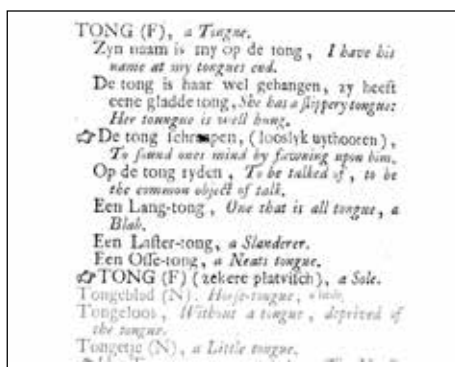 TONG (F), a Tongue.
Zyn naam is my op de tong, I have his
name at my tongues end.
De tong is haar wel gehangen, zy heeft
eene gladde tong, She has a slippery tongue:
Her toungue is well hung.
De tong schrapen, (looslyk uythooren),
To sound ones mind by fawning upon him.
Op de tong ryden, To be talked of, to be
the common object of talk.
Een Lang-tong, One that is all tongue, a
Blab.
Een Laster-tong, a Slanderer.
Een Osse-tong, a Neats tongue.
TONG (F) (zekere platvisch), a Sole.
Tongeblad (N). Horse-tongue,
Tongeloos, Without a tongue, deprived of
the tongue.
Tongetje (N), a Little tongue.